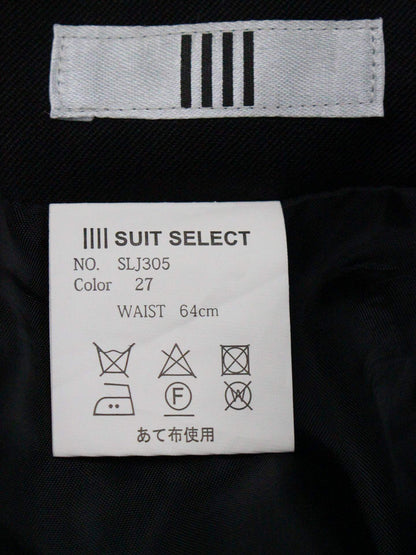 SUIT SELECT
NO. SLJ305
Color 27
WAIST 64cm
F
W
あて布使用